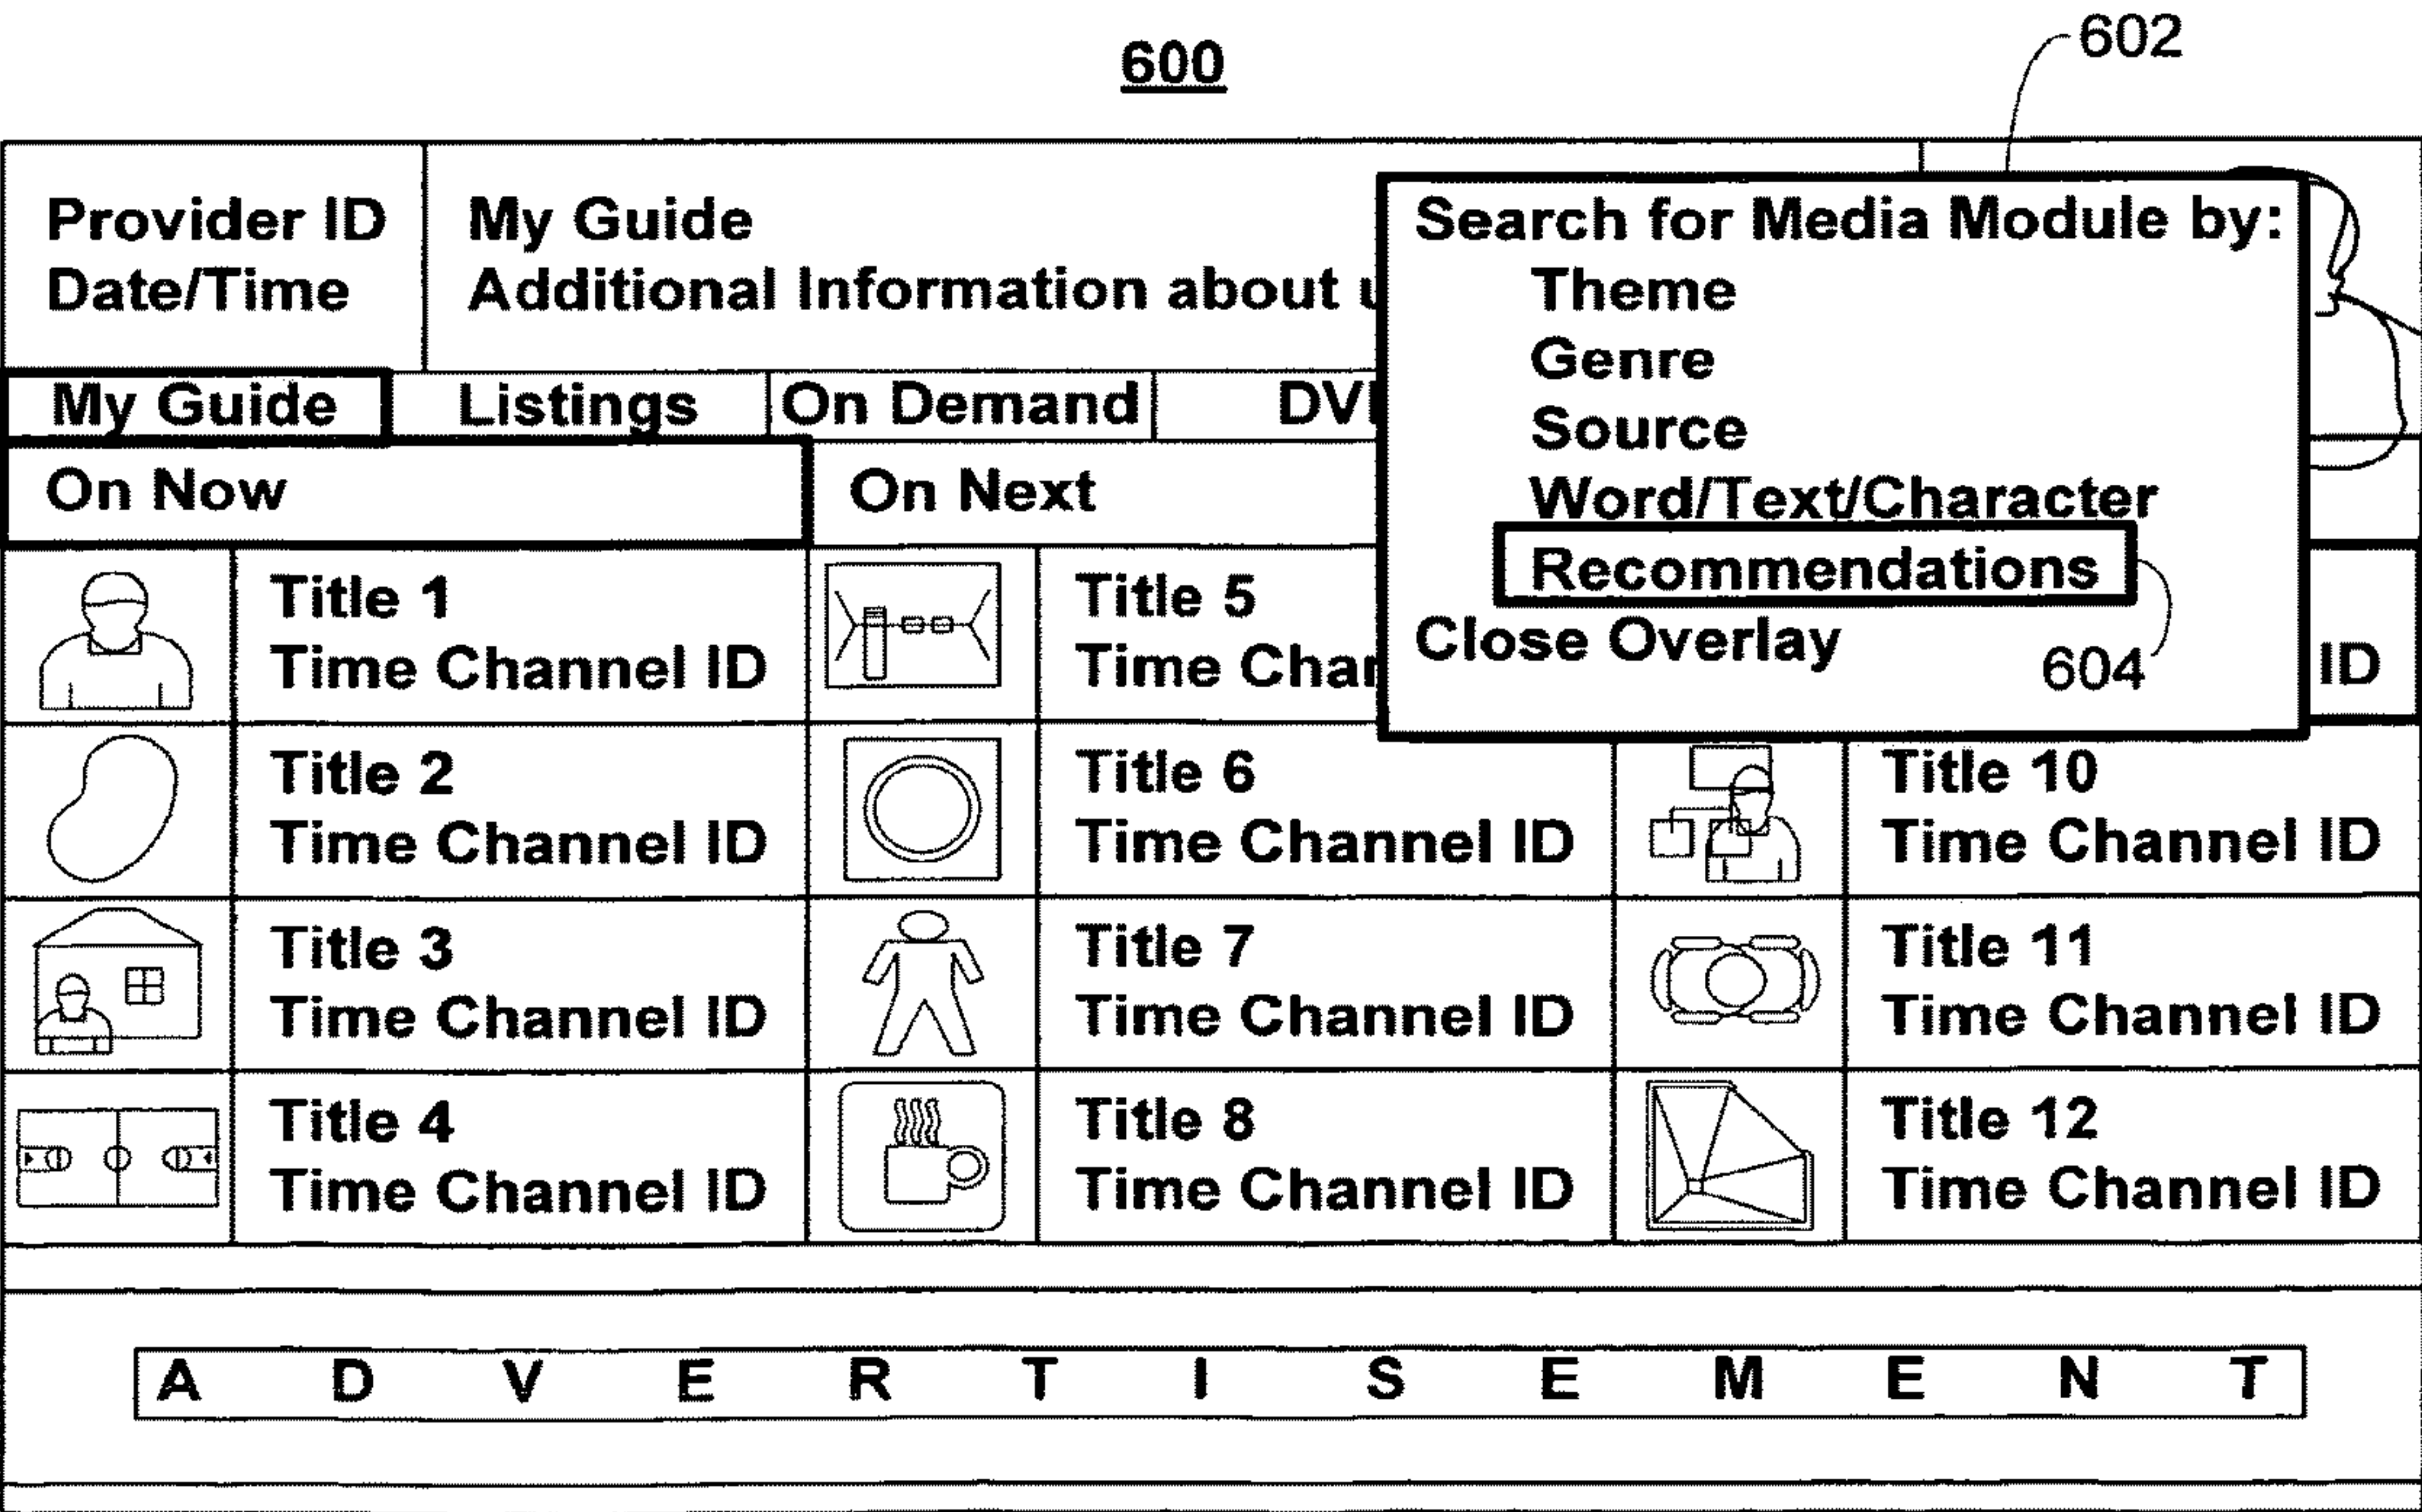 600
602
Provider ID
Date/Time
My Guide
Additional Information about
Search for Media Module by:
Theme
Genre
Source
Word/Text/Character
Recommendations
Close Overlay
604
My Guide
Listings
On Demand
On Now
On Next
Title 1
Time Channel ID
Title 5
Time
ID
Title 2
Time Channel ID
Title 6
Time Channel ID
Title 10
Time Channel ID
Title 3
Time Channel ID
Title 7
Time Channel ID
Title 11
Time Channel ID
Title 4
Time Channel ID
Title 8
Time Channel ID
Title 12
Time Channel ID
A D V E R T I S E M E N T